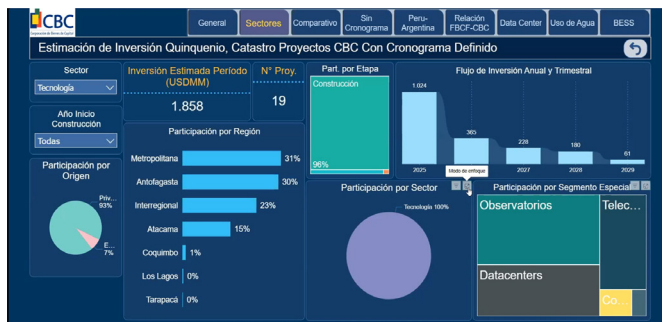 CBC
Corporación de Bienes de Capital
General
Sectores
Comparativo
Sin
Cronograma
Peru-
Argentina
Relación
FBCF-CBC
Data Center
Uso de Agua
BESS
Estimación de Inversión Quinquenio, Catastro Proyectos CBC Con Cronograma Definido
Sector
Tecnología
Año Inicio
Construcción
Todas
Participación por
Origen
Priv...
93%
E...
7%
Inversión Estimada Período
(USDMM)
1.858
N° Proy.
19
Participación por Región
Metropolitana 31%
Antofagasta 30%
Interregional 23%
Atacama 15%
Coquimbo 1%
Los Lagos 0%
Tarapacá 0%
Part. por Etapa
Construcción
96%
Flujo de Inversión Anual y Trimestral
1.024
365
228
180
61
2025
2027
2028
2029
Modo de enfoque
Participación por Sector
Tecnología 100%
Participación por Segmento Especial
Observatorios
Telec...
Datacenters
Co...